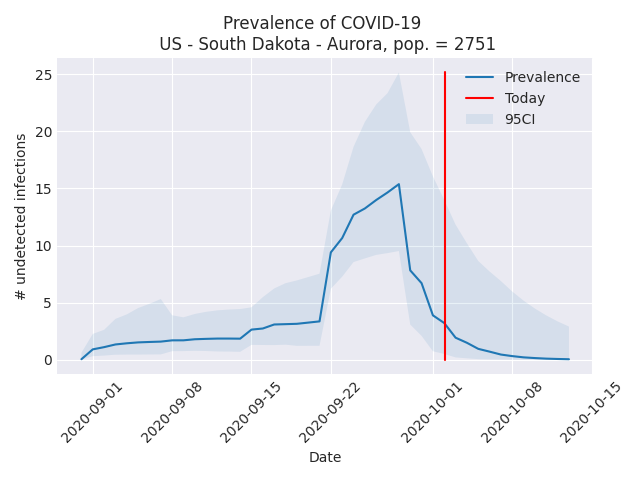 Prevalence of COVID-19
US - South Dakota - Aurora, pop. = 2751
Prevalence
Today
95CI
# undetected infections
25
20
15
10
5
0
2020-09-01
2020-09-08
2020-09-15
2020-09-22
2020-10-01
2020-10-08
2020-10-15
Date